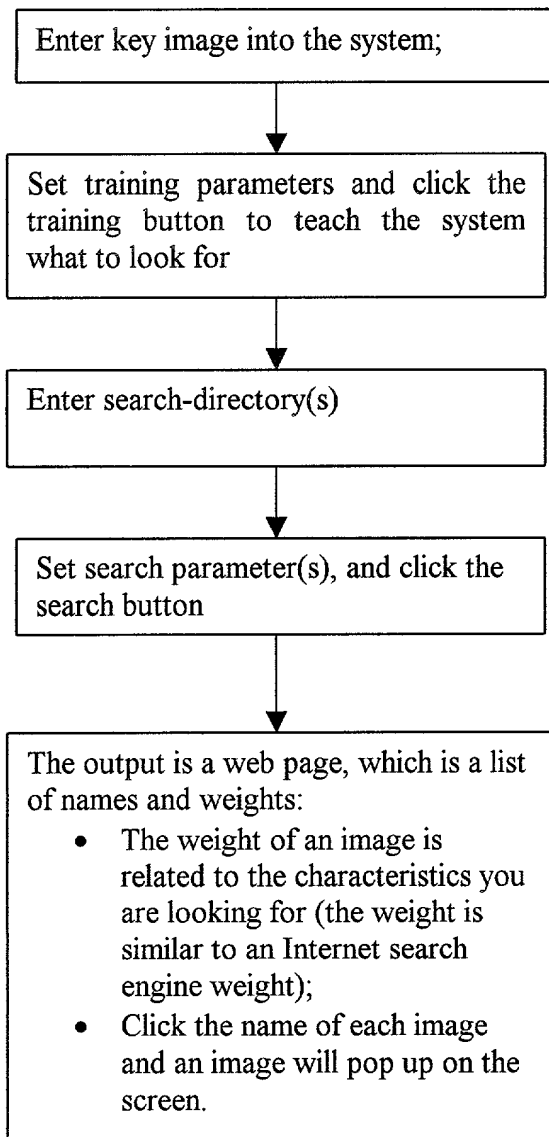 Enter key image into the system;
Set training parameters and click the
training button to teach the system
what to look for
Enter search-directory(s)
Set search parameter(s), and click the
search button
The output is a web page, which is a list
of names and weights:
• The weight of an image is
related to the characteristics you
are looking for (the weight is
similar to an Internet search
engine weight);
• Click the name of each image
and an image will pop up on the
screen.